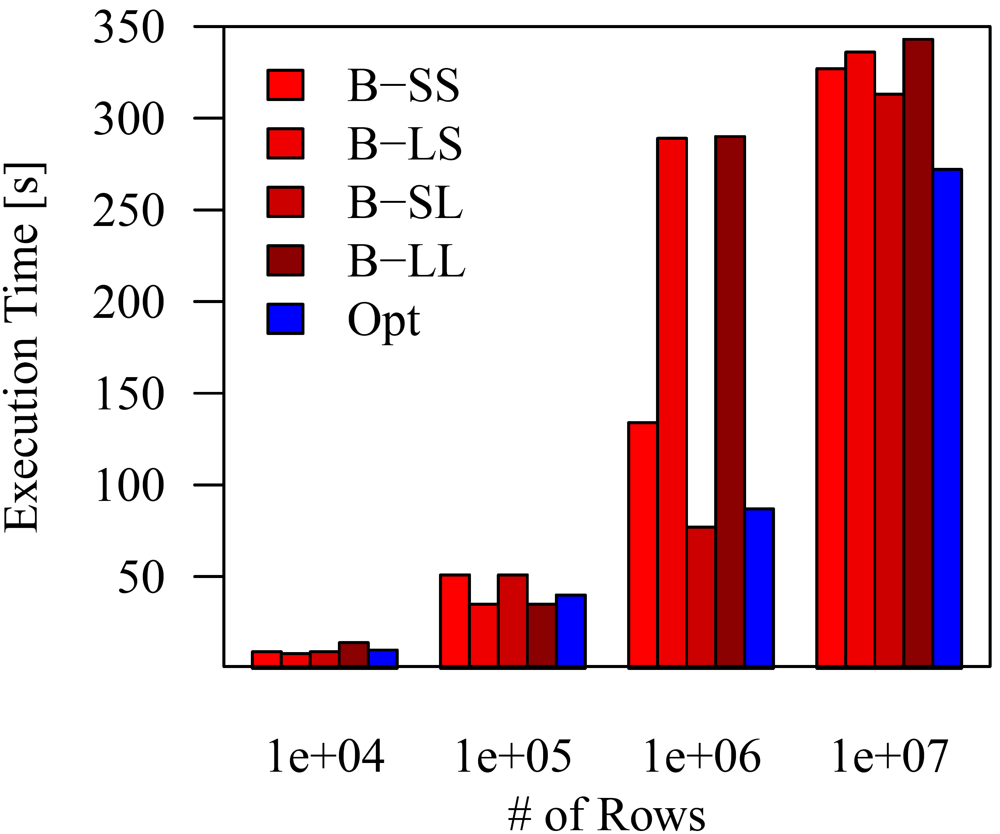 350
300
250
200
150
100
50
Execution Time [s]
B−SS
B−LS
B−SL
B−LL
Opt
1e+04 1e+05 1e+06 1e+07
# of Rows